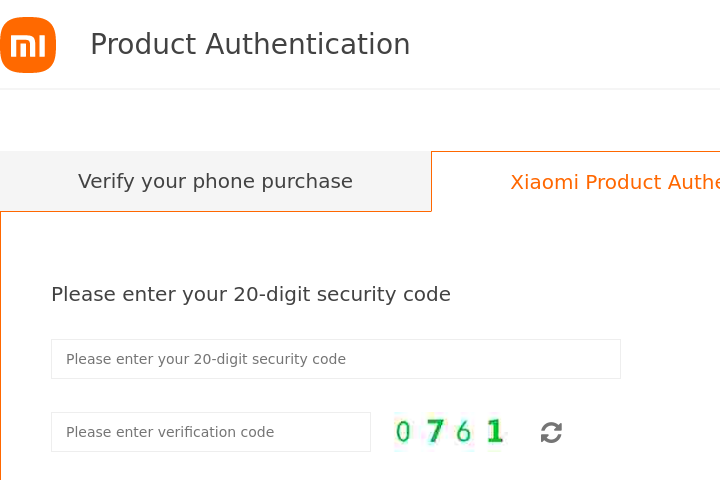 mi
Product Authentication
Verify your phone purchase
Xiaomi Product Authe
Please enter your 20-digit security code
Please enter your 20-digit security code
Please enter verification code
0761